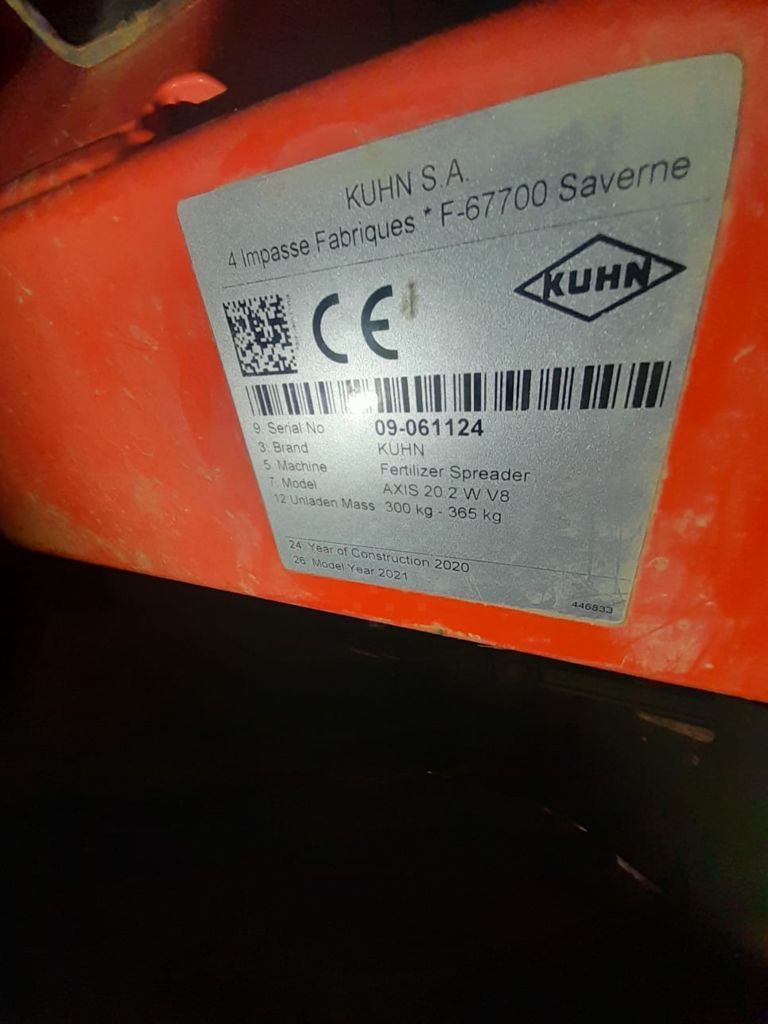 KUHN S.A.
4 Impasse Fabriques * F-67700 Saverne
CE
KUHN
9. Serial No 09-061124
3. Brand KUHN
5. Machine Fertilizer Spreader
7. Model AXIS 20.2 W V8
12. Unladen Mass 300 kg - 365 kg
24. Year of Construction 2020
26. Model Year 2021
446833